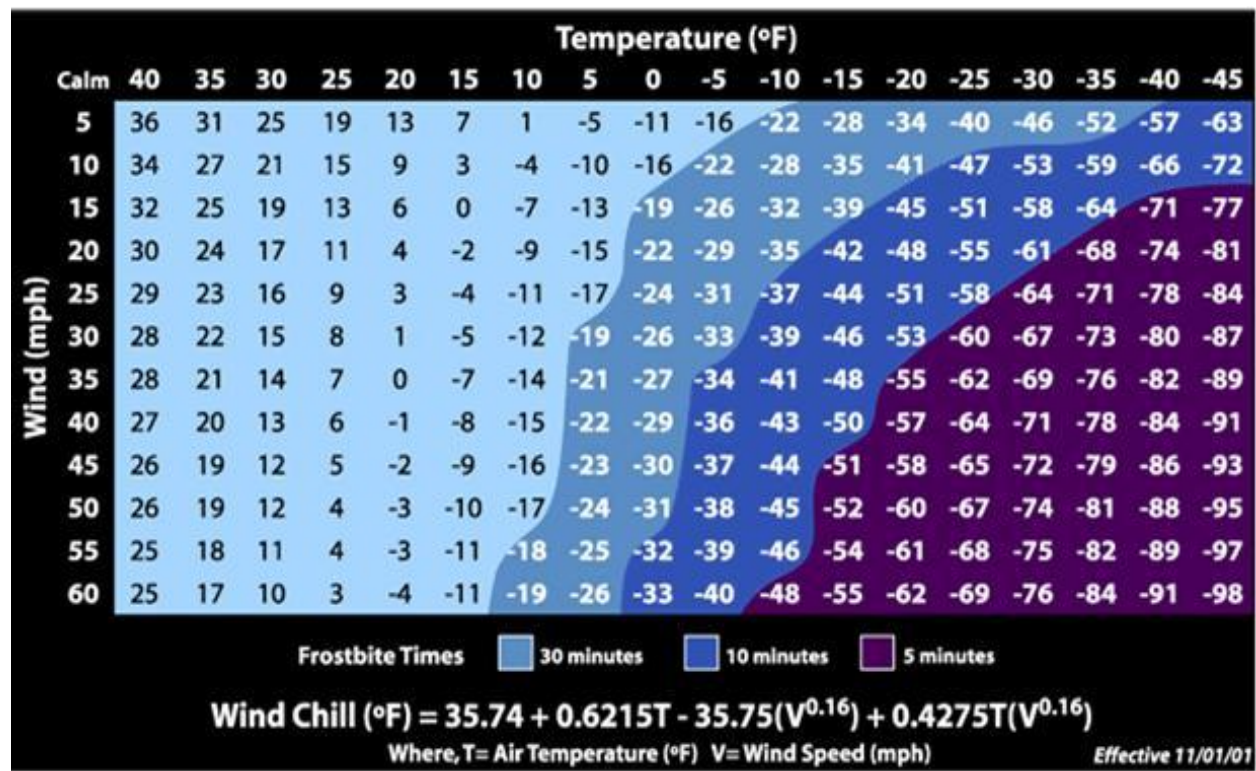 Temperature (ºF)
Calm 40 35 30 25 20 15 10 5 0 -5 -10 -15 -20 -25 -30 -35 -40 -45
5 36 31 25 19 13 7 1 -5 -11 -16 -22 -28 -34 -40 -46 -52 -57 -63
10 34 27 21 15 9 3 -4 -10 -16 -22 -28 -35 -41 -47 -53 -59 -66 -72
15 32 25 19 13 6 0 -7 -13 -19 -26 -32 -39 -45 -51 -58 -64 -71 -77
20 30 24 17 11 4 -2 -9 -15 -22 -29 -35 -42 -48 -55 -61 -68 -74 -81
25 29 23 16 9 3 -4 -11 -17 -24 -31 -37 -44 -51 -58 -64 -71 -78 -84
30 28 22 15 8 1 -5 -12 -19 -26 -33 -39 -46 -53 -60 -67 -73 -80 -87
35 28 21 14 7 0 -7 -14 -21 -27 -34 -41 -48 -55 -62 -69 -76 -82 -89
40 27 20 13 6 -1 -8 -15 -22 -29 -36 -43 -50 -57 -64 -71 -78 -84 -91
45 26 19 12 5 -2 -9 -16 -23 -30 -37 -44 -51 -58 -65 -72 -79 -86 -93
50 26 19 12 4 -3 -10 -17 -24 -31 -38 -45 -52 -60 -67 -74 -81 -88 -95
55 25 18 11 4 -3 -11 -18 -25 -32 -39 -46 -54 -61 -68 -75 -82 -89 -97
60 25 17 10 3 -4 -11 -19 -26 -33 -40 -48 -55 -62 -69 -76 -84 -91 -98
Wind (mph)
Frostbite Times 30 minutes 10 minutes 5 minutes
Wind Chill (ºF) = 35.74 + 0.6215T - 35.75(V^0.16) + 0.4275T(V^0.16)
Where, T= Air Temperature (ºF) V= Wind Speed (mph) Effective 11/01/01